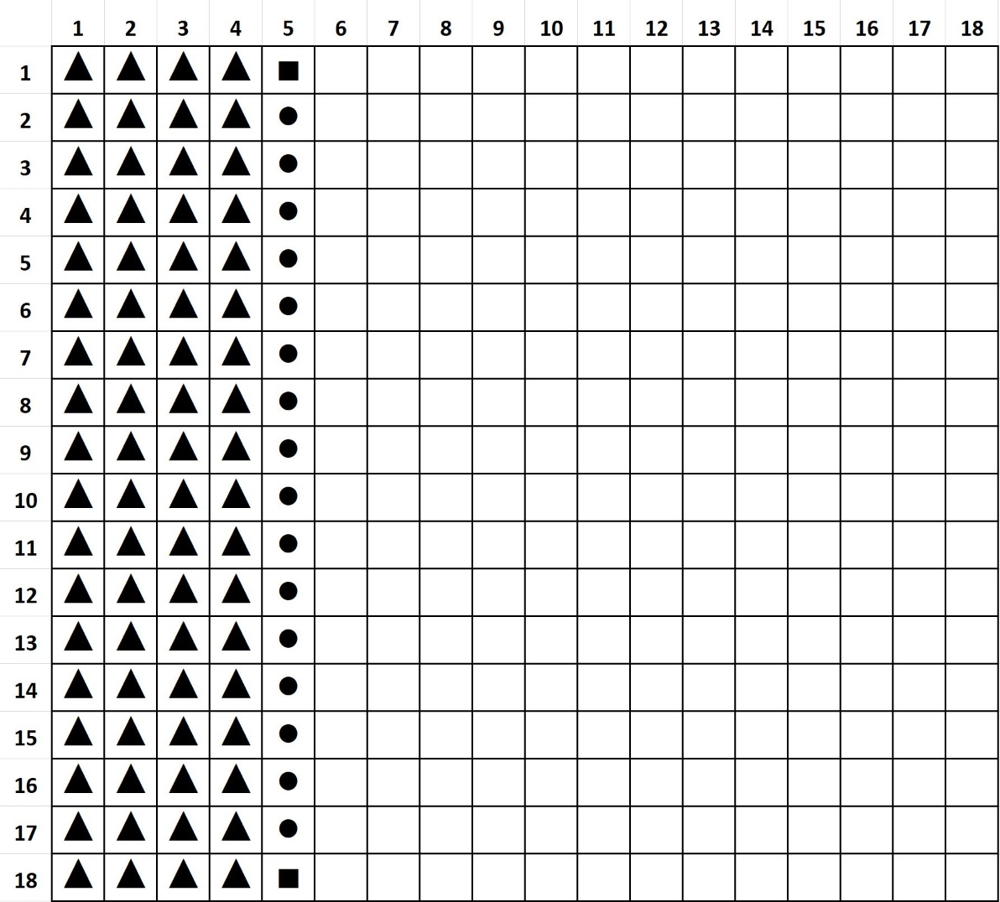 1 2 3 4 5 6 7 8 9 10 11 12 13 14 15 16 17 18
1 ▲ ▲ ▲ ▲ ■
2 ▲ ▲ ▲ ▲ ●
3 ▲ ▲ ▲ ▲ ●
4 ▲ ▲ ▲ ▲ ●
5 ▲ ▲ ▲ ▲ ●
6 ▲ ▲ ▲ ▲ ●
7 ▲ ▲ ▲ ▲ ●
8 ▲ ▲ ▲ ▲ ●
9 ▲ ▲ ▲ ▲ ●
10 ▲ ▲ ▲ ▲ ●
11 ▲ ▲ ▲ ▲ ●
12 ▲ ▲ ▲ ▲ ●
13 ▲ ▲ ▲ ▲ ●
14 ▲ ▲ ▲ ▲ ●
15 ▲ ▲ ▲ ▲ ●
16 ▲ ▲ ▲ ▲ ●
17 ▲ ▲ ▲ ▲ ●
18 ▲ ▲ ▲ ▲ ■